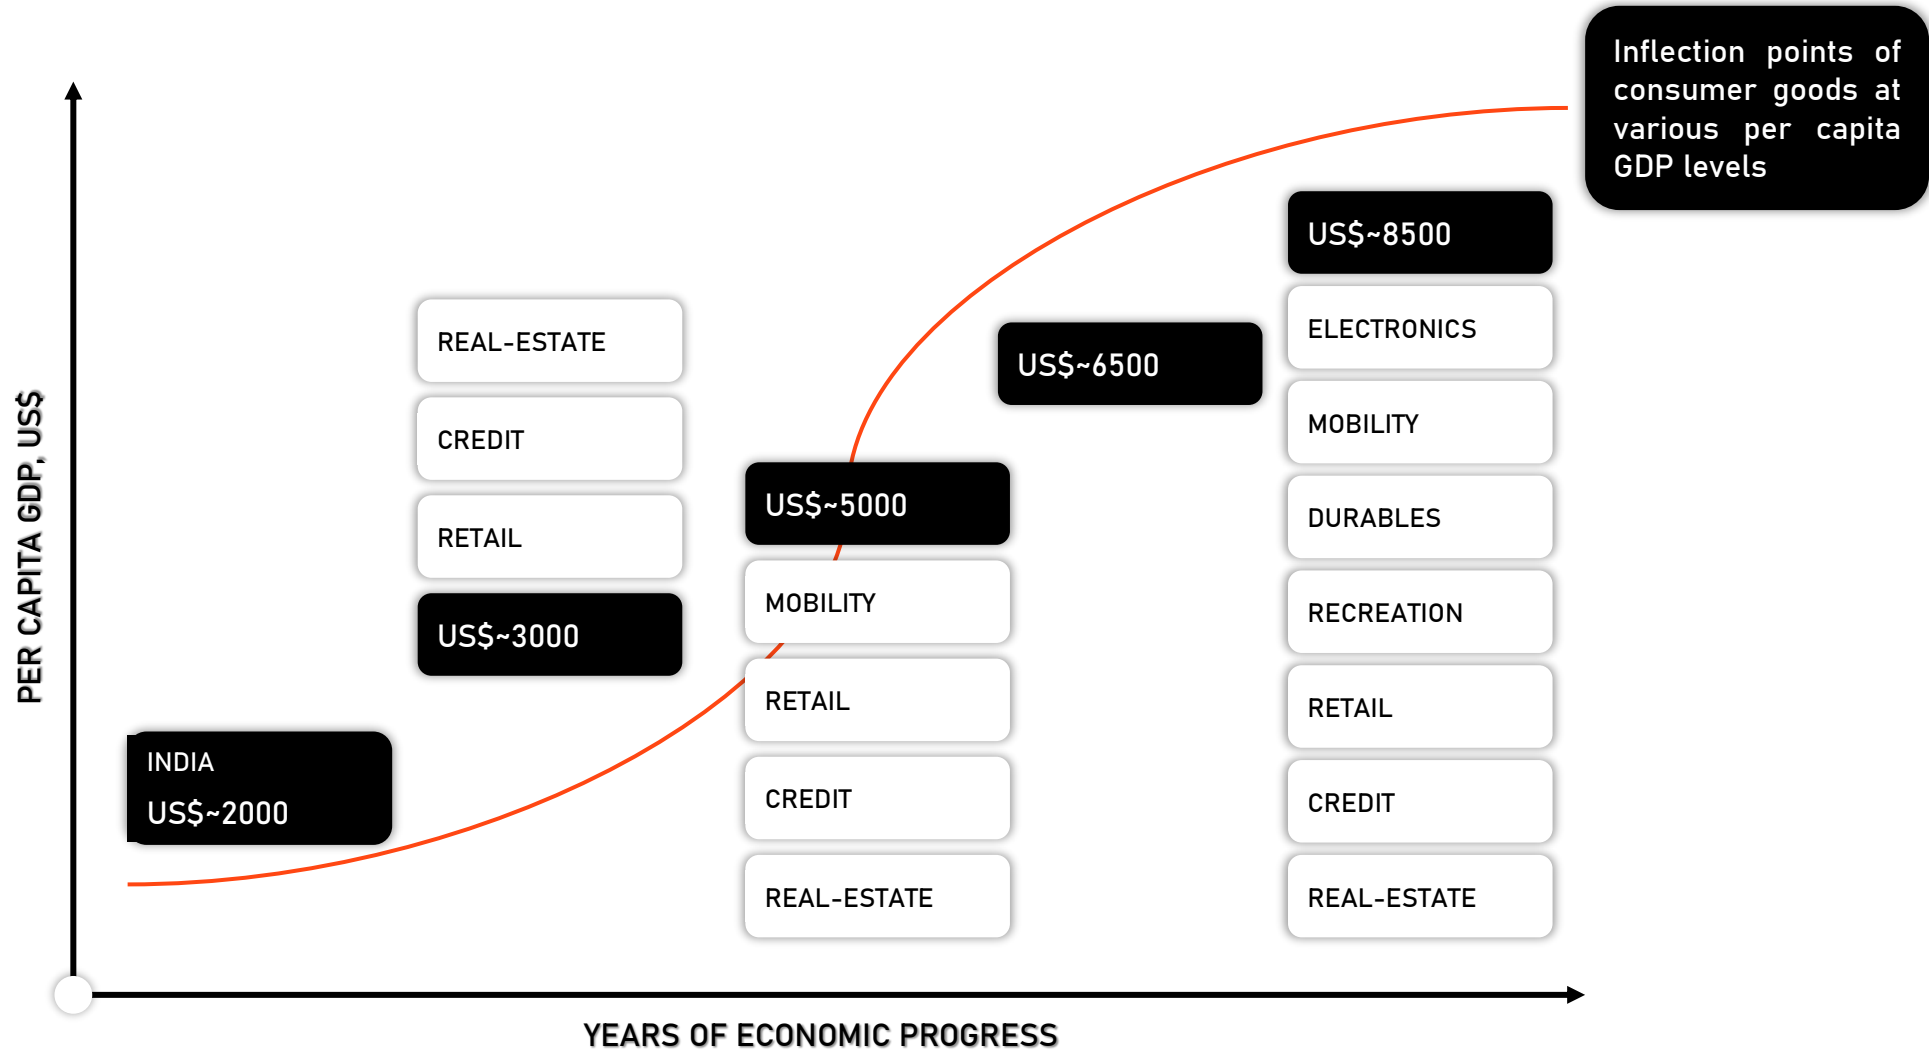 Inflection points of
consumer goods at
various per capita
GDP levels
PER CAPITA GDP, US$
INDIA
US$~2000
REAL-ESTATE
CREDIT
RETAIL
US$~3000
US$~5000
MOBILITY
RETAIL
CREDIT
REAL-ESTATE
US$~6500
US$~8500
ELECTRONICS
MOBILITY
DURABLES
RECREATION
RETAIL
CREDIT
REAL-ESTATE
YEARS OF ECONOMIC PROGRESS